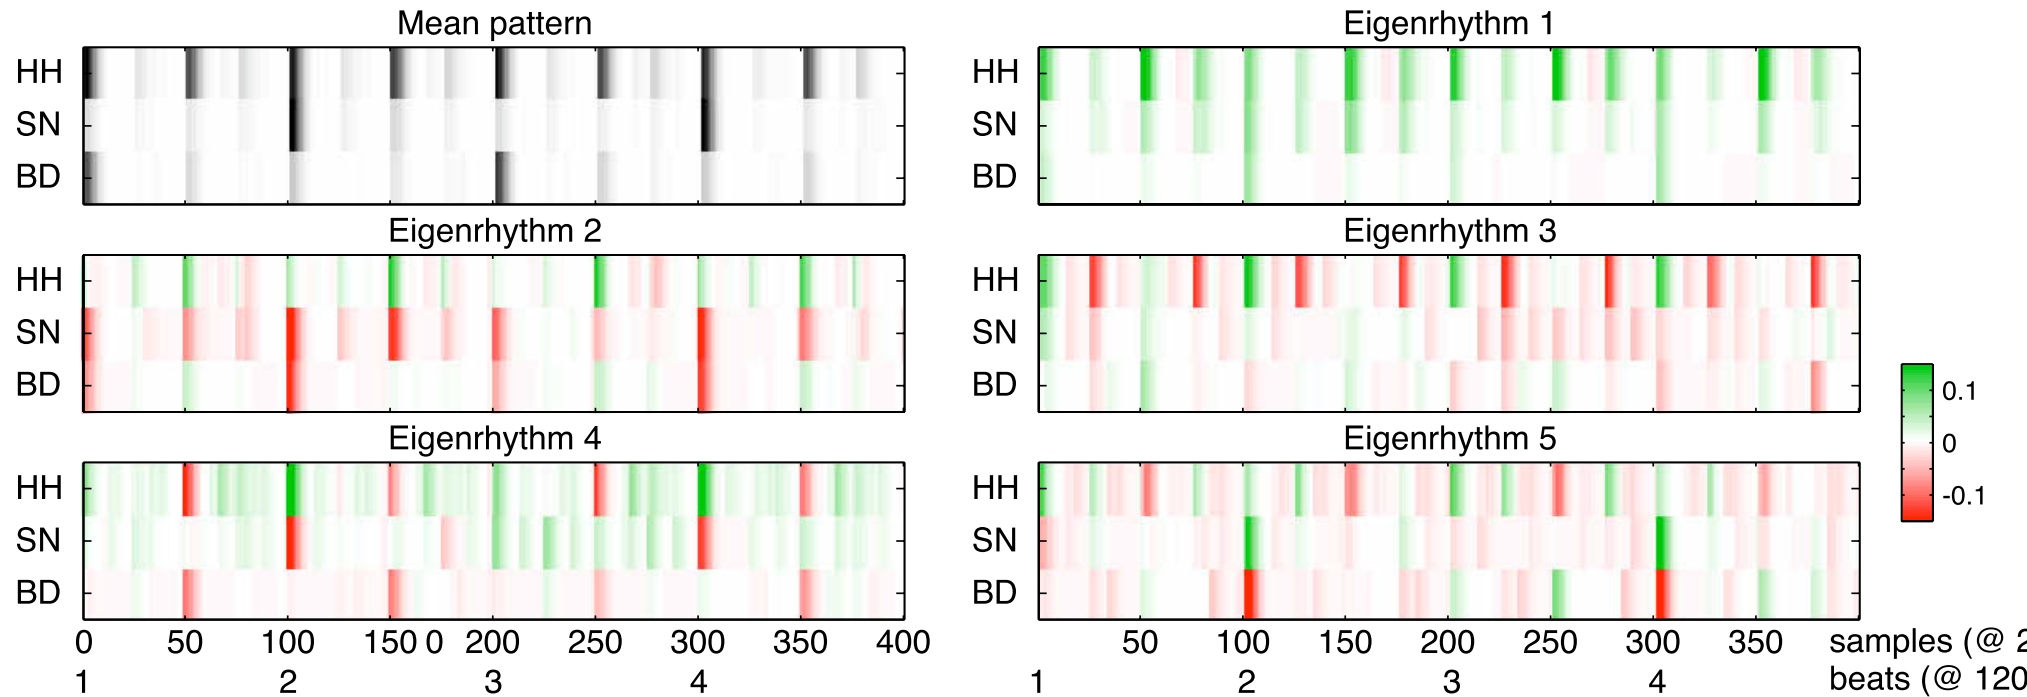 Mean pattern
HH
SN
BD
Eigenrhythm 1
HH
SN
BD
Eigenrhythm 2
HH
SN
BD
Eigenrhythm 3
HH
SN
BD
Eigenrhythm 4
HH
SN
BD
0 50 100 150 0 200 250 300 350 400
1 2 3 4
Eigenrhythm 5
HH
SN
BD
50 100 150 200 250 300 350 samples (@ 2
1 2 3 4 beats (@ 120
0.1
0
-0.1